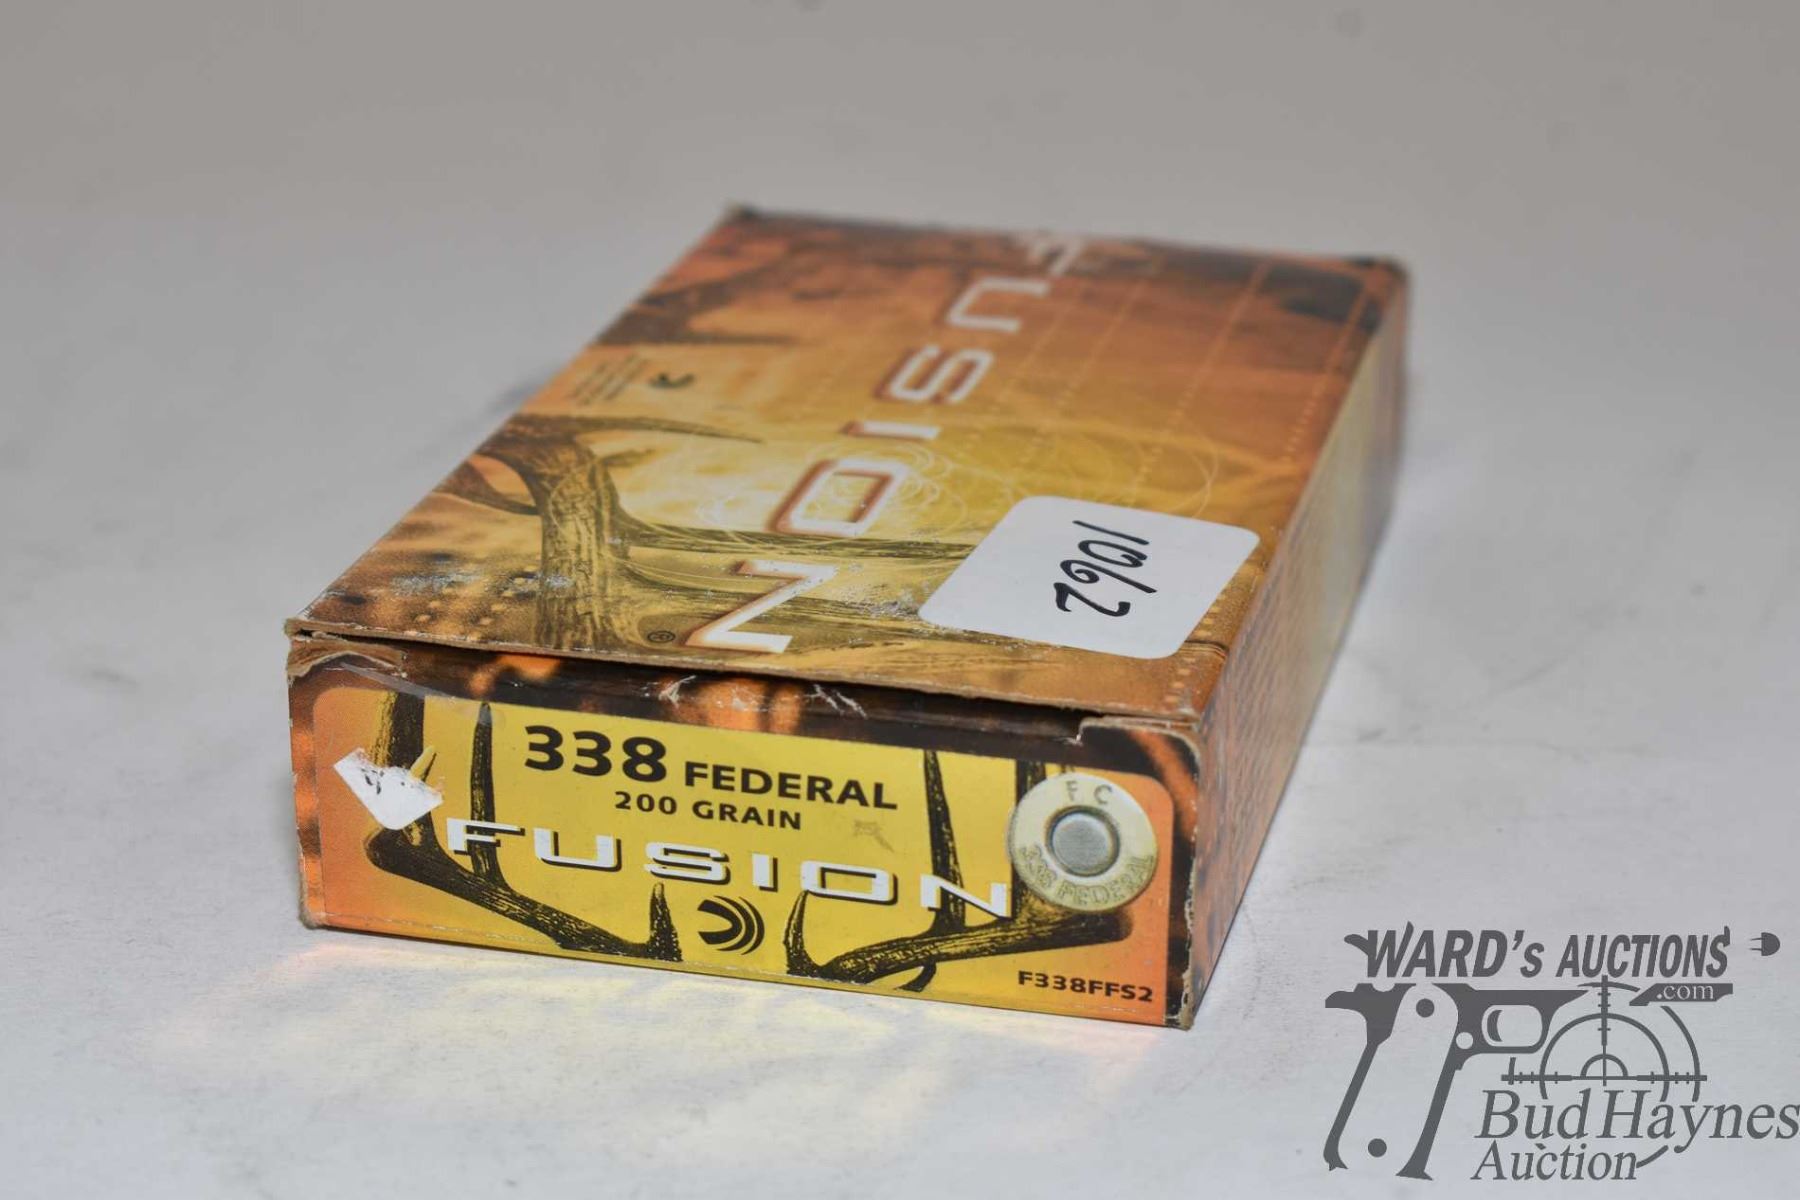 FUSION®
1062
338 FEDERAL
200 GRAIN
FUSION
FC
338 FEDERAL
F338FFS2
WARD's AUCTIONS
.com
Bud Haynes
Auction